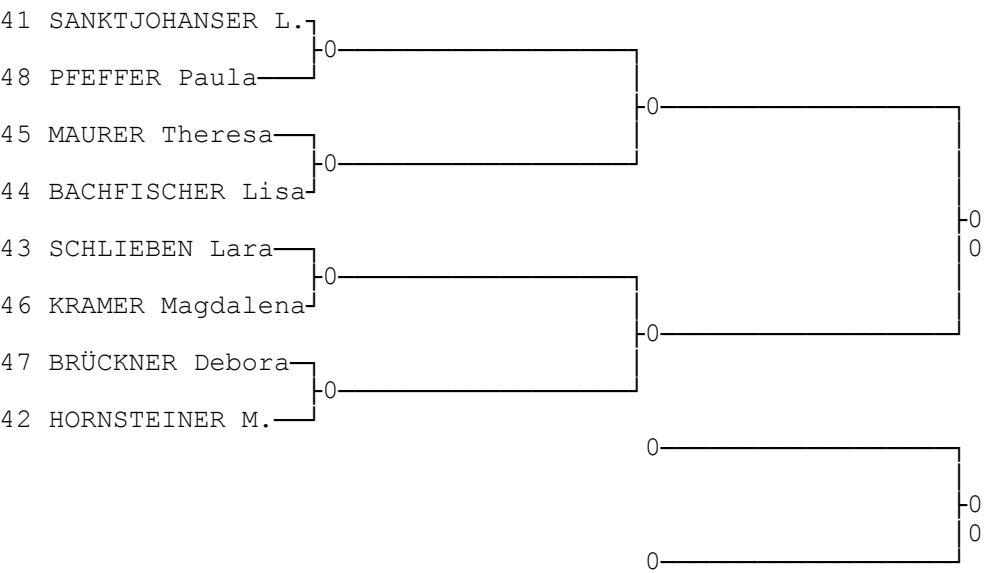 41 SANKTJOHANSER L.
0
48 PFEFFER Paula
0
45 MAURER Theresa
0
44 BACHFISCHER Lisa
0
43 SCHLIEBEN Lara
0
0
46 KRAMER Magdalena
0
47 BRÜCKNER Debora
0
42 HORNSTEINER M.
0
0
0
0